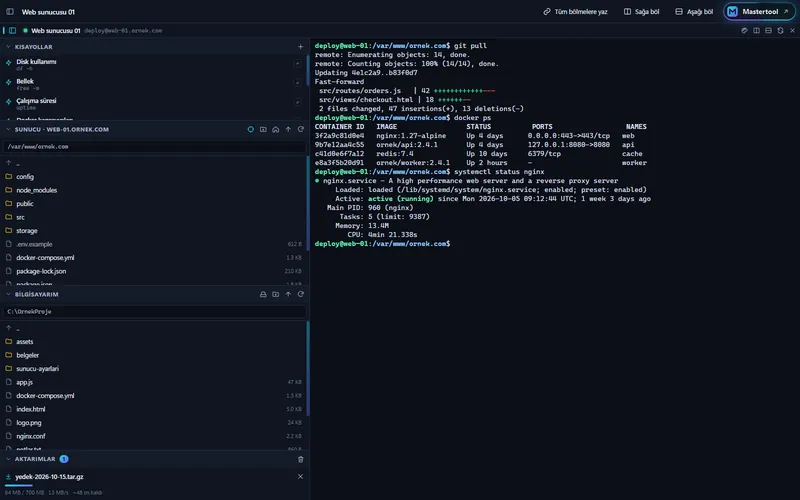 Web sunucusu 01
Tüm bölmelere yaz
Sağa böl
Aşağı böl
Mastertool
Web sunucusu 01 deploy@web-01.ornek.com
KISAYOLLAR
Disk kullanımı
df -h
Bellek
free -m
Çalışma süresi
uptime
SUNUCU · WEB-01.ORNEK.COM
/var/www/ornek.com
..
config
node_modules
public
src
storage
.env.example 612 B
docker-compose.yml 1.3 KB
package-lock.json 210 KB
BİLGİSAYARIM
C:\OrnekProje
..
assets
belgeler
sunucu-ayarlari
app.js 47 KB
docker-compose.yml 1.3 KB
index.html 5.0 KB
logo.png 24 KB
nginx.conf 2.2 KB
AKTARIMLAR 1
yedek-2026-10-15.tar.gz
84 MB / 700 MB · 13 MB/s · ~48 sn kaldı
deploy@web-01:/var/www/ornek.com$ git pull
remote: Enumerating objects: 14, done.
remote: Counting objects: 100% (14/14), done.
Updating 4e1c2a9..b83f0d7
Fast-forward
src/routes/orders.js | 42 ++++++++++++---
src/views/checkout.html | 18 ++++++--
2 files changed, 47 insertions(+), 13 deletions(-)
deploy@web-01:/var/www/ornek.com$ docker ps
CONTAINER ID IMAGE STATUS PORTS NAMES
3f2a9c81d0e4 nginx:1.27-alpine Up 4 days 0.0.0.0:443->443/tcp web
9b7e12aa4c55 ornek/api:2.4.1 Up 4 days 127.0.0.1:8080->8080 api
c41d0e6f7a12 redis:7.4 Up 10 days 6379/tcp cache
e8a3f5b20d91 ornek/worker:2.4.1 Up 2 hours - worker
deploy@web-01:/var/www/ornek.com$ systemctl status nginx
● nginx.service - A high performance web server and a reverse proxy server
Loaded: loaded (/lib/systemd/system/nginx.service; enabled; preset: enabled)
Active: active (running) since Mon 2026-10-05 09:12:44 UTC; 1 week 3 days ago
Main PID: 960 (nginx)
Tasks: 5 (limit: 9387)
Memory: 13.4M
CPU: 4min 21.338s
deploy@web-01:/var/www/ornek.com$